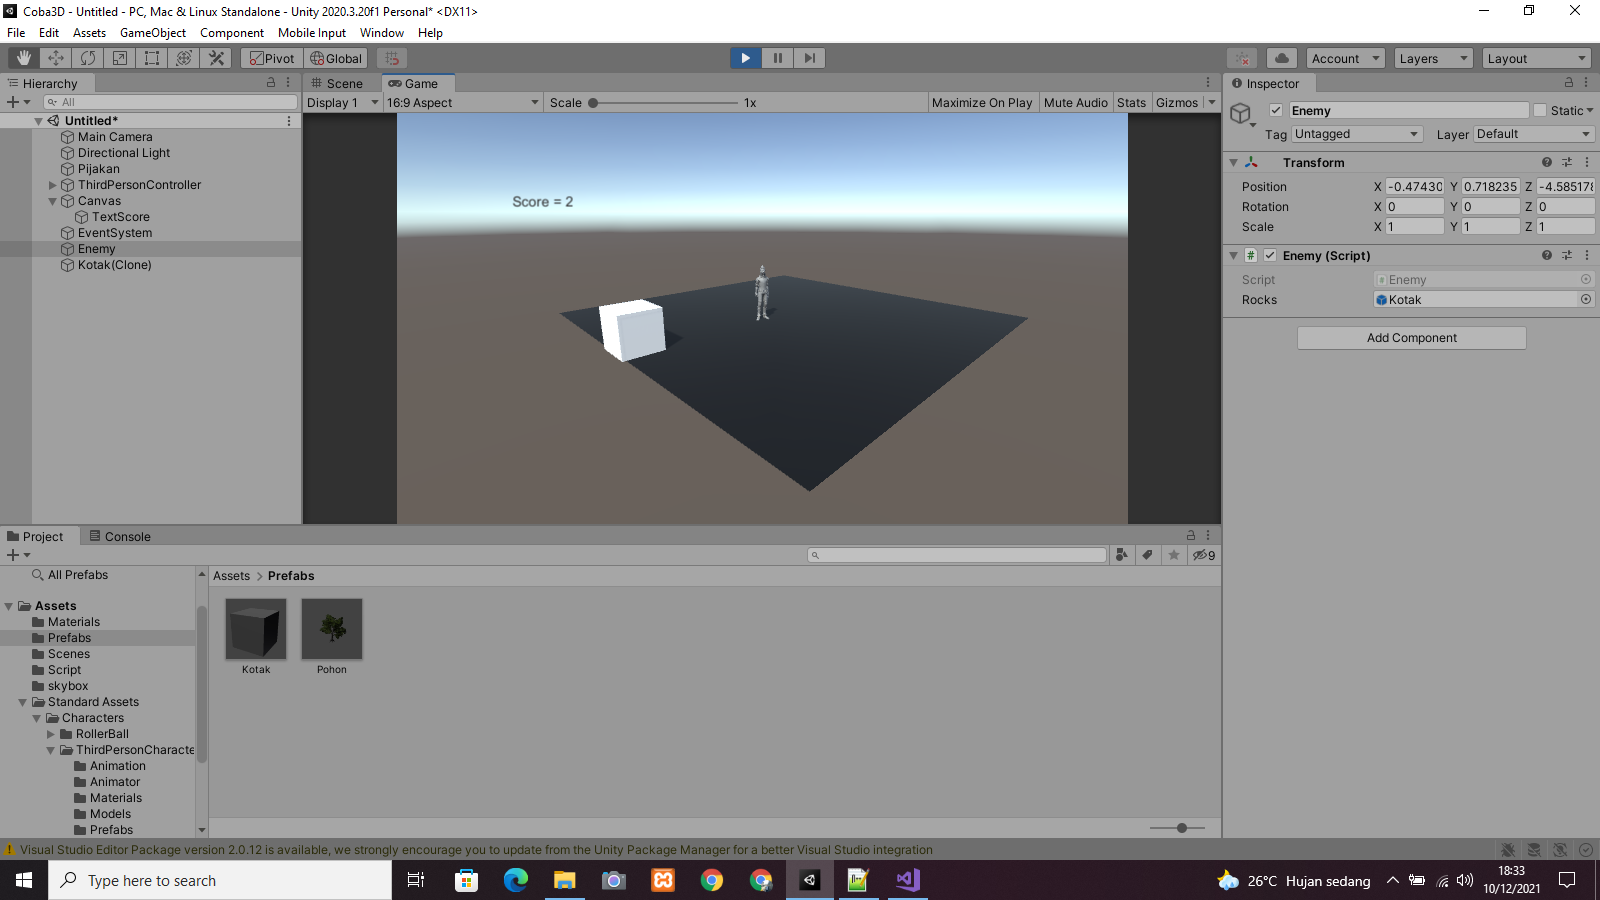 Coba3D - Untitled - PC, Mac & Linux Standalone - Unity 2020.3.20f1 Personal* <DX11>
File Edit Assets GameObject Component Mobile Input Window Help
Pivot Global Account Layers Layout
Hierarchy
All
Untitled*
Main Camera
Directional Light
Pijakan
ThirdPersonController
Canvas
TextScore
EventSystem
Enemy
Kotak(Clone)
Scene Game
Display 1 16:9 Aspect Scale 1x Maximize On Play Mute Audio Stats Gizmos
Score = 2
Inspector
Enemy Static
Tag Untagged Layer Default
Transform
Position X -0.47430 Y 0.718235 Z -4.585178
Rotation X 0 Y 0 Z 0
Scale X 1 Y 1 Z 1
# Enemy (Script)
Script # Enemy
Rocks Kotak
Add Component
Project Console
9
All Prefabs
Assets
Materials
Prefabs
Scenes
Script
skybox
Standard Assets
Characters
RollerBall
ThirdPersonCharacte
Animation
Animator
Materials
Models
Prefabs
Assets > Prefabs
Kotak Pohon
Visual Studio Editor Package version 2.0.12 is available, we strongly encourage you to update from the Unity Package Manager for a better Visual Studio integration
Type here to search
26°C Hujan sedang
18:33
10/12/2021